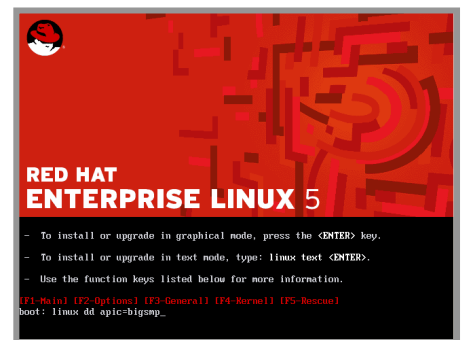 RED HAT
ENTERPRISE LINUX 5
- To install or upgrade in graphical mode, press the <ENTER> key.
- To install or upgrade in text mode, type: linux text <ENTER>.
- Use the function keys listed below for more information.
[F1-Main] [F2-Options] [F3-General] [F4-Kernel] [F5-Rescue]
boot: linux dd apic=bigsmp_